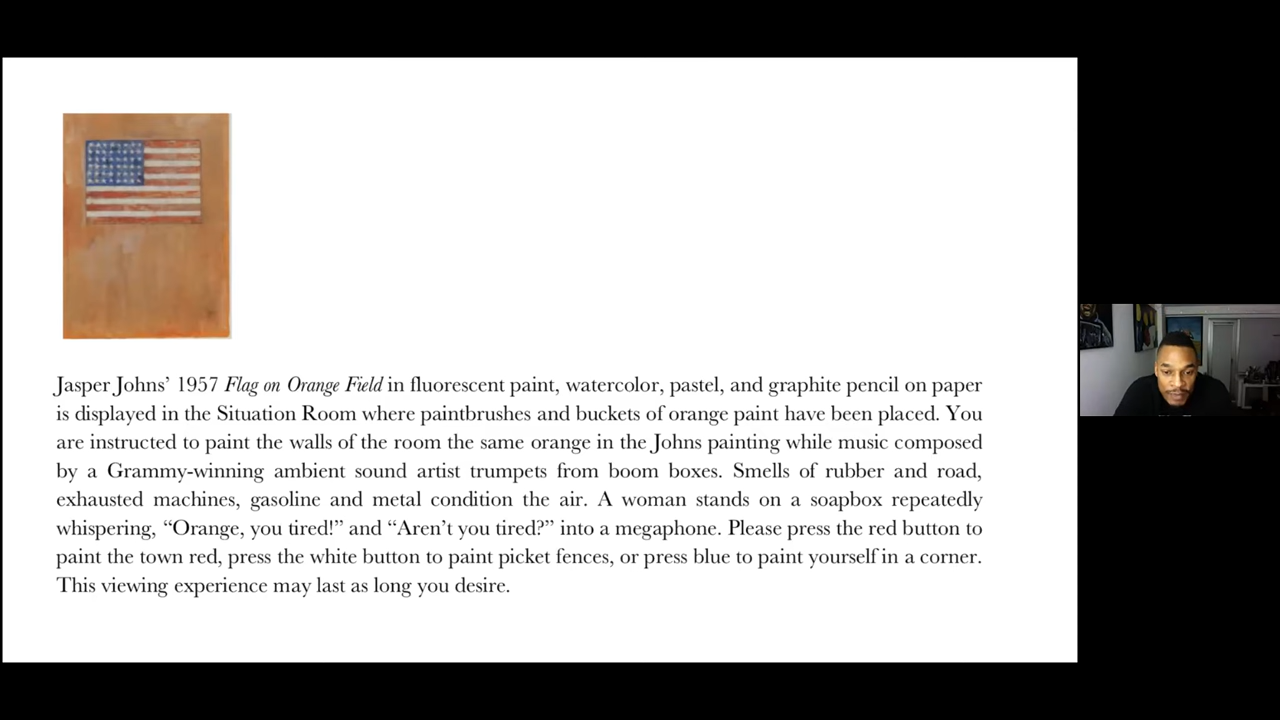 Jasper Johns’ 1957 Flag on Orange Field in fluorescent paint, watercolor, pastel, and graphite pencil on paper
is displayed in the Situation Room where paintbrushes and buckets of orange paint have been placed. You
are instructed to paint the walls of the room the same orange in the Johns painting while music composed
by a Grammy-winning ambient sound artist trumpets from boom boxes. Smells of rubber and road,
exhausted machines, gasoline and metal condition the air. A woman stands on a soapbox repeatedly
whispering, “Orange, you tired!” and “Aren’t you tired?” into a megaphone. Please press the red button to
paint the town red, press the white button to paint picket fences, or press blue to paint yourself in a corner.
This viewing experience may last as long you desire.